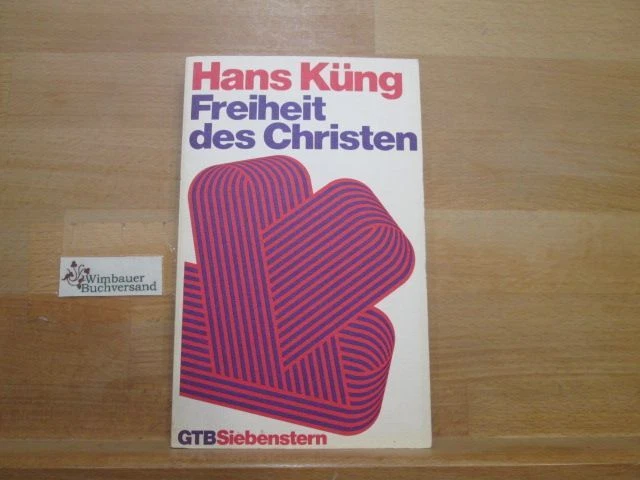 Hans Küng
Freiheit
des Christen
Wimbauer
Buchversand
GTBSiebenstern